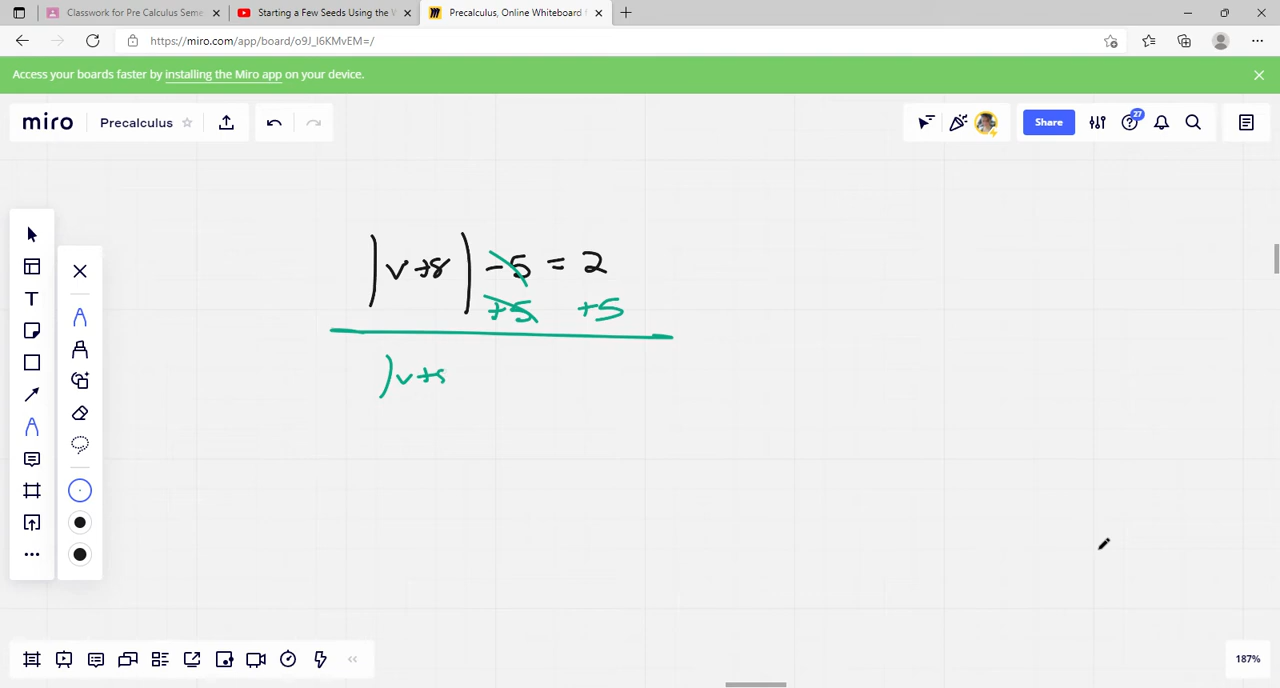 Classwork for Pre Calculus Seme
Starting a Few Seeds Using the W
Precalculus, Online Whiteboard
https://miro.com/app/board/o9J_l6KMvEM=/
Access your boards faster by installing the Miro app on your device.
miro Precalculus Share 27
|v+8| -5 = 2
+5 +5
|v+8
187%